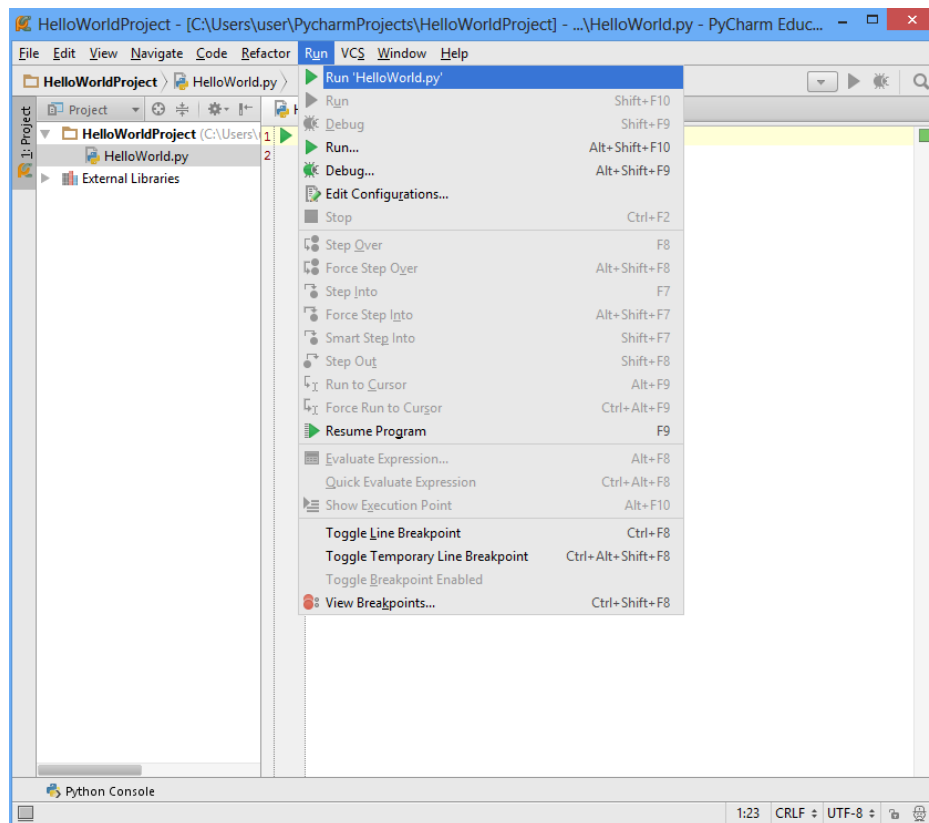 HelloWorldProject - [C:\Users\user\PycharmProjects\HelloWorldProject] - ...\HelloWorld.py - PyCharm Educ...
File Edit View Navigate Code Refactor Run VCS Window Help
HelloWorldProject HelloWorld.py
Project
1: Project
HelloWorldProject (C:\Users\
HelloWorld.py
External Libraries
1
2
Run 'HelloWorld.py'
Run Shift+F10
Debug Shift+F9
Run... Alt+Shift+F10
Debug... Alt+Shift+F9
Edit Configurations...
Stop Ctrl+F2
Step Over F8
Force Step Over Alt+Shift+F8
Step Into F7
Force Step Into Alt+Shift+F7
Smart Step Into Shift+F7
Step Out Shift+F8
Run to Cursor Alt+F9
Force Run to Cursor Ctrl+Alt+F9
Resume Program F9
Evaluate Expression... Alt+F8
Quick Evaluate Expression Ctrl+Alt+F8
Show Execution Point Alt+F10
Toggle Line Breakpoint Ctrl+F8
Toggle Temporary Line Breakpoint Ctrl+Alt+Shift+F8
Toggle Breakpoint Enabled
View Breakpoints... Ctrl+Shift+F8
Python Console
1:23 CRLF UTF-8